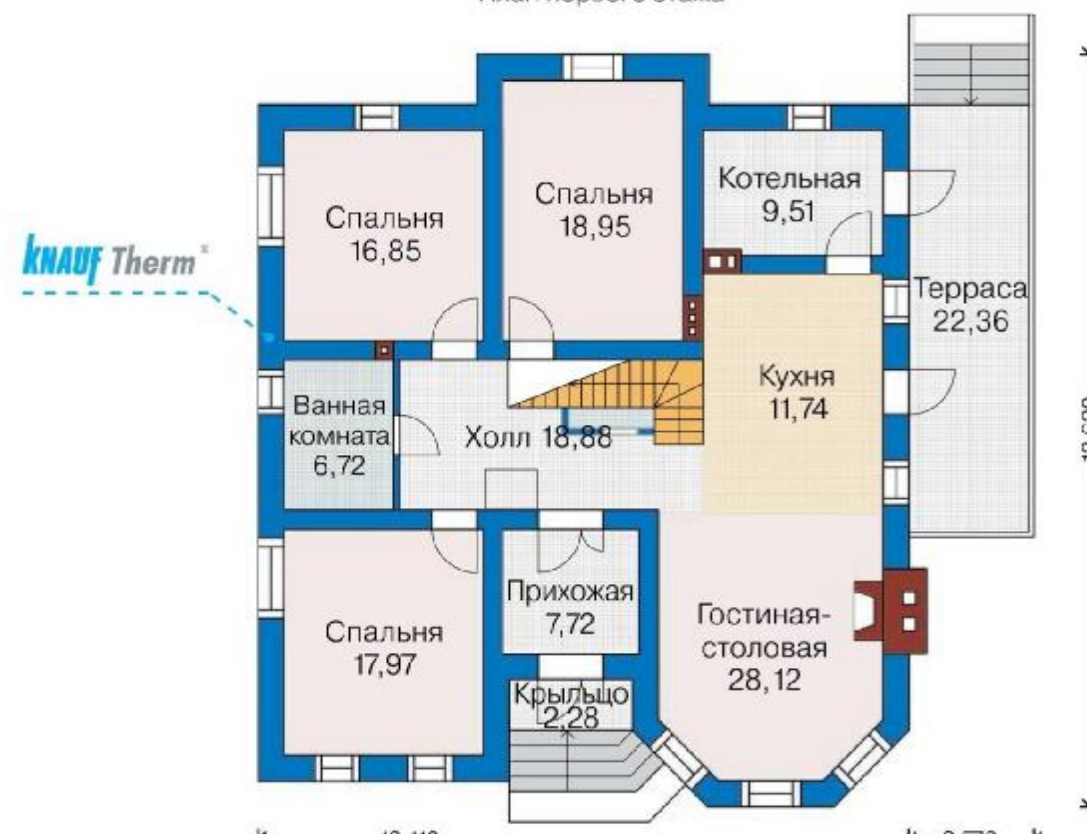 Спальня
16,85
Спальня
18,95
Котельная
9,51
KNAUF Therm
Терраса
22,36
Ванная
комната
6,72
Холл 18,88
Кухня
11,74
Спальня
17,97
Прихожая
7,72
Гостиная-
столовая
28,12
Крыльцо
2,28